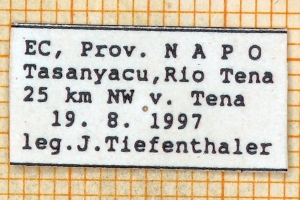 EC, Prov. N A P O
Tasanyacu,Rio Tena
25 km NW v. Tena
19. 8. 1997
leg.J.Tiefenthaler